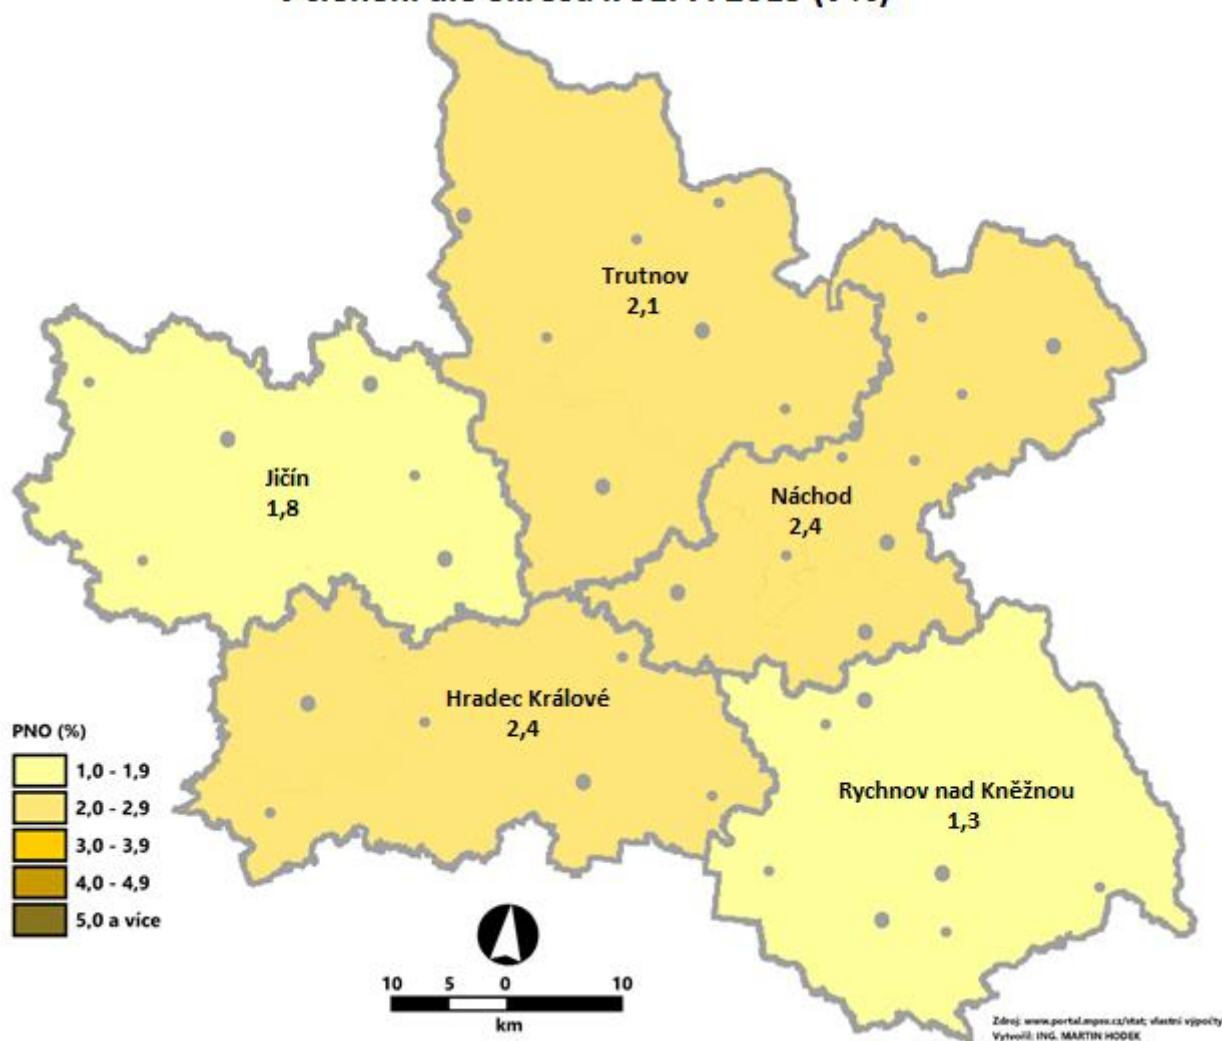 Trutnov
2,1
Jičín
1,8
Náchod
2,4
Hradec Králové
2,4
Rychnov nad Kněžnou
1,3
PNO (%)
1,0 - 1,9
2,0 - 2,9
3,0 - 3,9
4,0 - 4,9
5,0 a více
10 5 0 10
km
Zdroj: www.portal.mpsv.cz/stat; vlastní výpočty
Vytvořil: ING. MARTIN HODEK